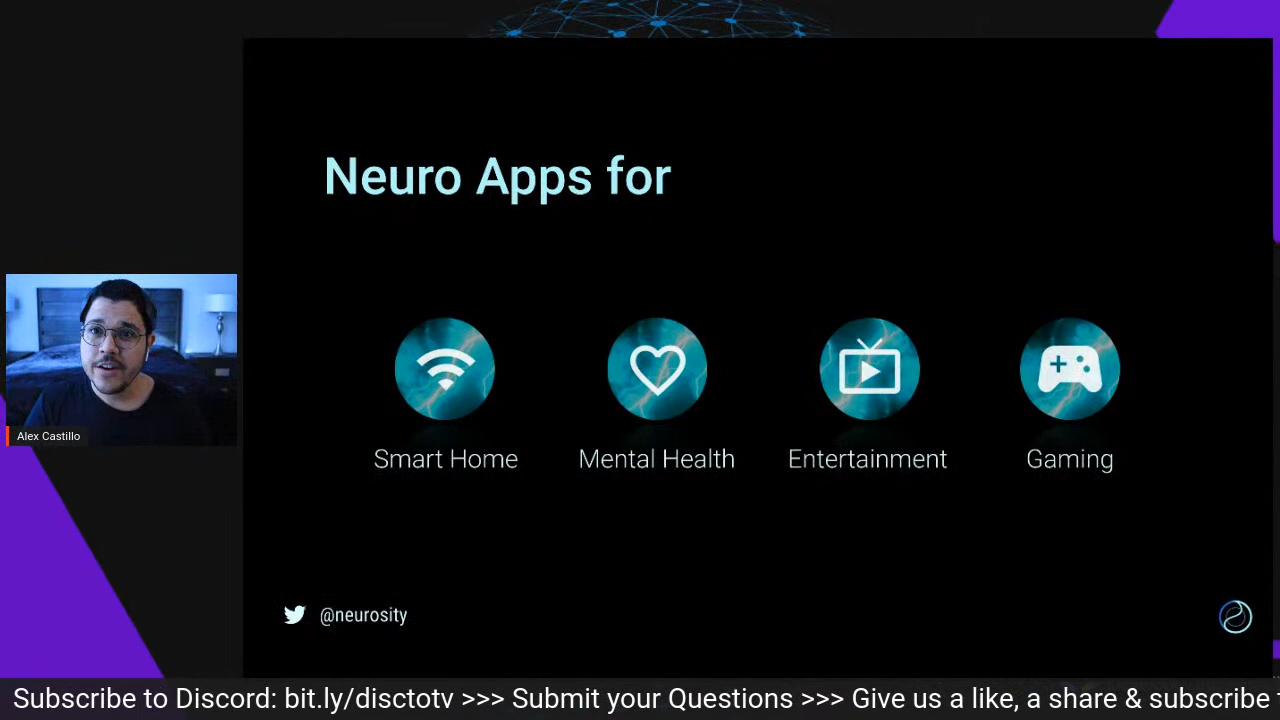 Neuro Apps for
Smart Home
Mental Health
Entertainment
Gaming
Alex Castillo
@neurosity
Subscribe to Discord: bit.ly/disctotv >>> Submit your Questions >>> Give us a like, a share & subscribe